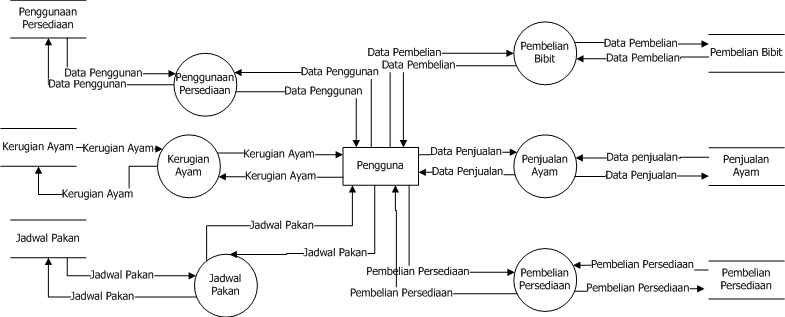 Penggunaan
Persediaan
Data Penggunan
Data Penggunan
Penggunaan
Persediaan
Data Penggunan
Data Penggunan
Data Pembelian
Data Pembelian
Pembelian
Bibit
Data Pembelian
Data Pembelian
Pembelian Bibit
Kerugian Ayam
Kerugian Ayam
Kerugian Ayam
Kerugian
Ayam
Kerugian Ayam
Kerugian Ayam
Pengguna
Data Penjualan
Data Penjualan
Penjualan
Ayam
Data penjualan
Data Penjualan
Penjualan
Ayam
Jadwal Pakan
Jadwal Pakan
Jadwal Pakan
Jadwal
Pakan
Jadwal Pakan
Jadwal Pakan
Pembelian Persediaan
Pembelian Persediaan
Pembelian
Persediaan
Pembelian Persediaan
Pembelian Persediaan
Pembelian
Persediaan